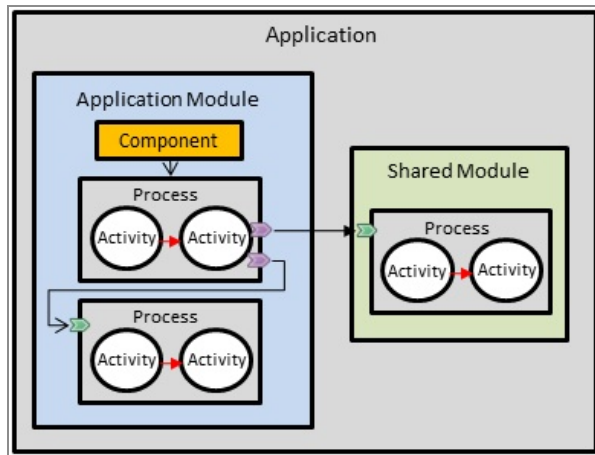 Application
Application Module
Component
Process
Activity Activity
Process
Activity Activity
Shared Module
Process
Activity Activity